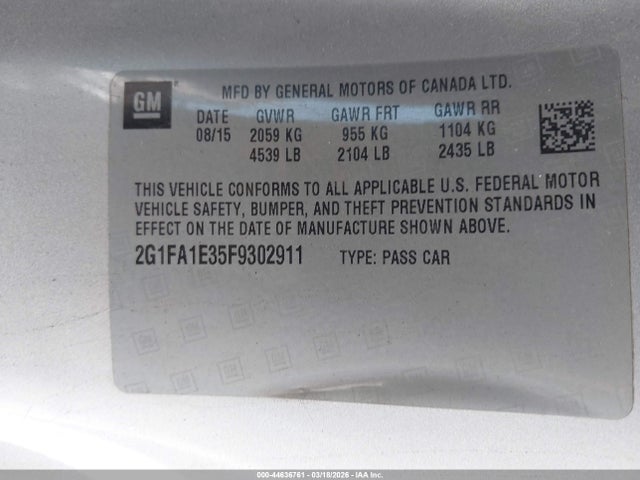 GM
MFD BY GENERAL MOTORS OF CANADA LTD.
DATE GVWR GAWR FRT GAWR RR
08/15 2059 KG 955 KG 1104 KG
4539 LB 2104 LB 2435 LB
THIS VEHICLE CONFORMS TO ALL APPLICABLE U.S. FEDERAL MOTOR
VEHICLE SAFETY, BUMPER, AND THEFT PREVENTION STANDARDS IN
EFFECT ON THE DATE OF MANUFACTURE SHOWN ABOVE.
2G1FA1E35F9302911 TYPE: PASS CAR
000-44636761 | 03/18/2026 | IAA Inc.